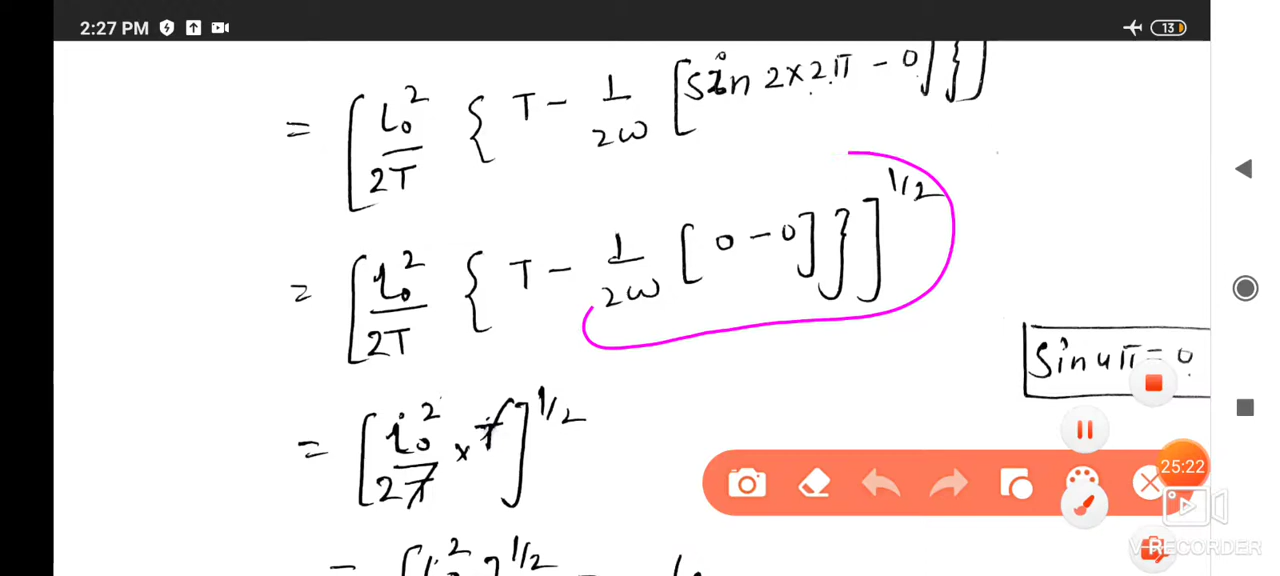 2:27 PM 13
= [ i₀² / 2T { T - 1/2ω [sin 2×2π - 0] } ]
= [ i₀² / 2T { T - 1/2ω [0 - 0] } ]^1/2
Sin 4π = 0
= [ i₀² / 2T × T ]^1/2
25:22
V RECORDER